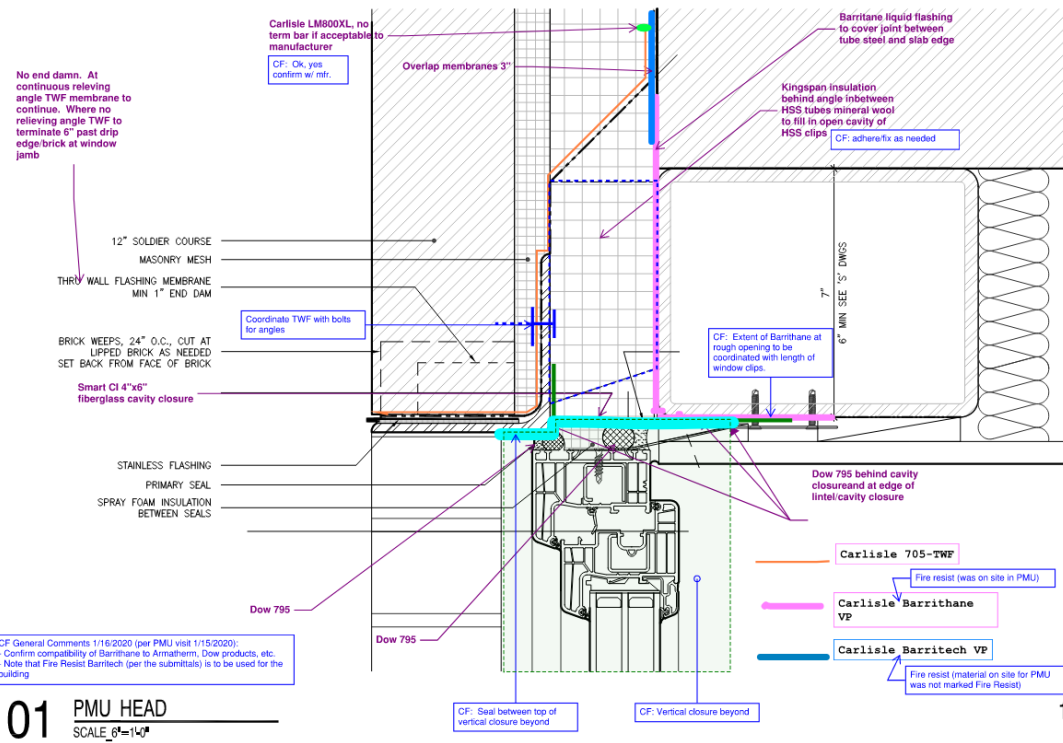 Carlisle LM800XL, no
term bar if acceptable to
manufacturer
CF:  Ok, yes
confirm w/ mfr.
Overlap membranes 3"
Barritane liquid flashing
to cover joint between
tube steel and slab edge
No end damn.  At
continuous releving
angle TWF membrane to
continue.  Where no
relieving angle TWF to
terminate 6" past drip
edge/brick at window
jamb
Kingspan insulation
behind angle inbetween
HSS tubes mineral wool
to fill in open cavity of
HSS clips
CF: adhere/fix as needed
12" SOLDIER COURSE
MASONRY MESH
THRU WALL FLASHING MEMBRANE
MIN 1" END DAM
7"
6" MIN SEE 'S' DWGS
Coordinate TWF with bolts
for angles
BRICK WEEPS, 24" O.C., CUT AT
LIPPED BRICK AS NEEDED
SET BACK FROM FACE OF BRICK
CF:  Extent of Barrithane at
rough opening to be
coordinated with length of
window clips.
Smart CI 4"x6"
fiberglass cavity closure
STAINLESS FLASHING
PRIMARY SEAL
SPRAY FOAM INSULATION
BETWEEN SEALS
Dow 795 behind cavity
closureand at edge of
lintel/cavity closure
Carlisle 705-TWF
Fire resist (was on site in PMU)
Carlisle Barrithane
VP
Dow 795
Dow 795
Carlisle Barritech VP
Fire resist (material on site for PMU
was not marked Fire Resist)
CF General Comments 1/16/2020 (per PMU visit 1/15/2020):
- Confirm compatibility of Barrithane to Armatherm, Dow products, etc.
- Note that Fire Resist Barritech (per the submittals) is to be used for the
building
CF:  Seal between top of
vertical closure beyond
CF: Vertical closure beyond
01
PMU HEAD
SCALE 6"=1'-0"